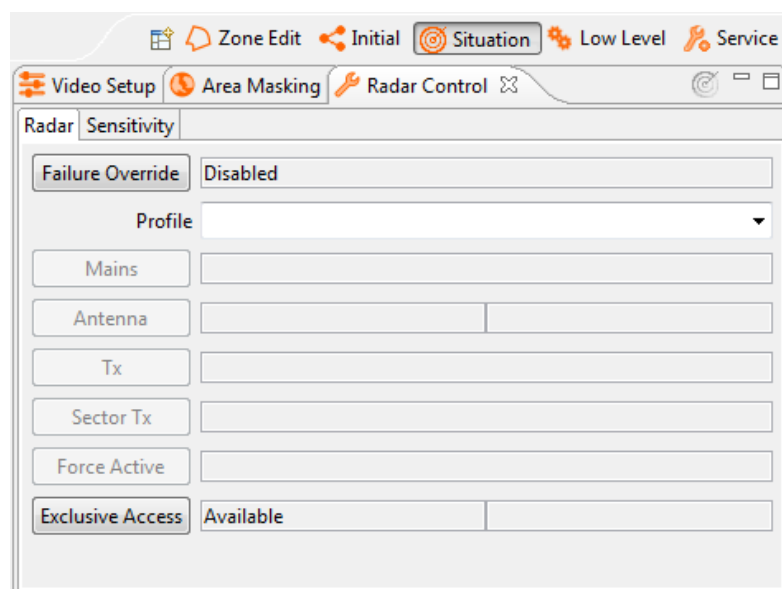 Zone Edit Initial Situation Low Level Service
Video Setup Area Masking Radar Control
Radar Sensitivity
Failure Override Disabled
Profile
Mains
Antenna
Tx
Sector Tx
Force Active
Exclusive Access Available